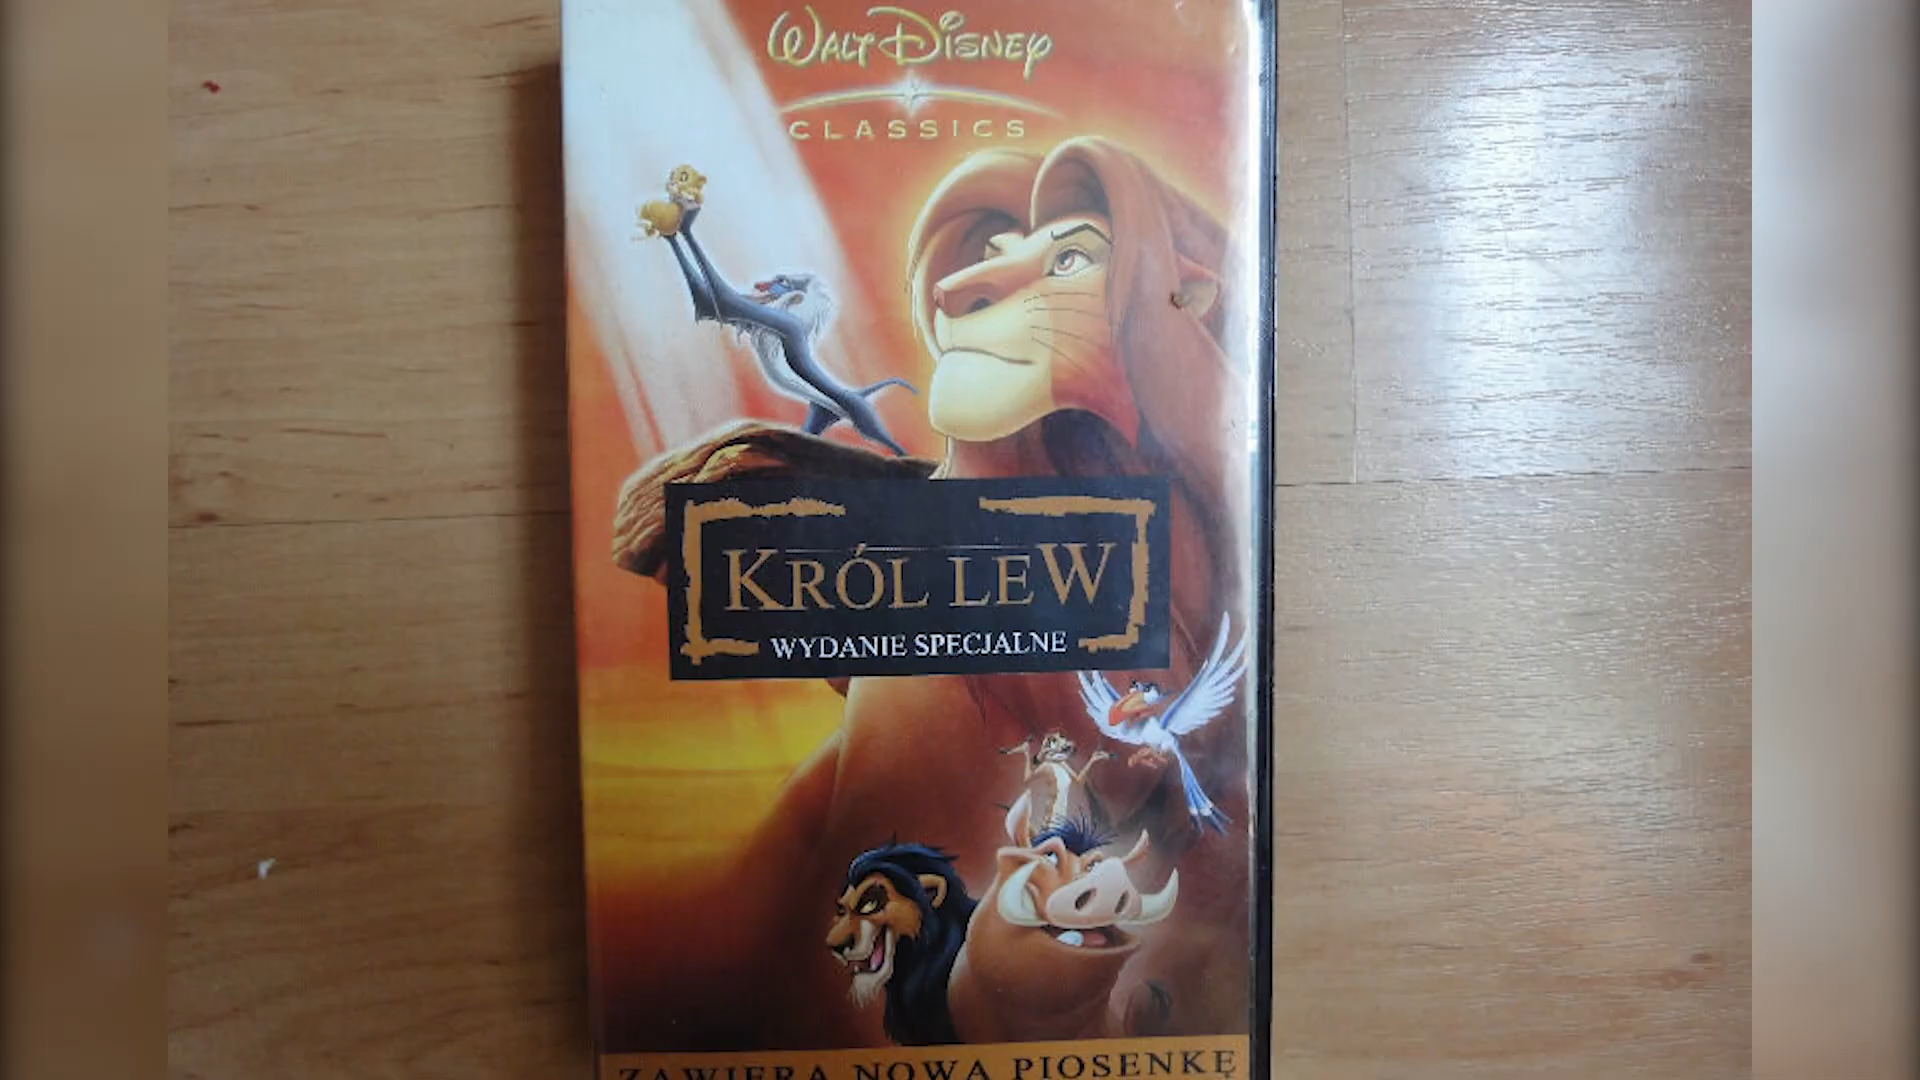 WALT DISNEY
CLASSICS
KRÓL LEW
WYDANIE SPECJALNE
ZAWIERA NOWĄ PIOSENKĘ